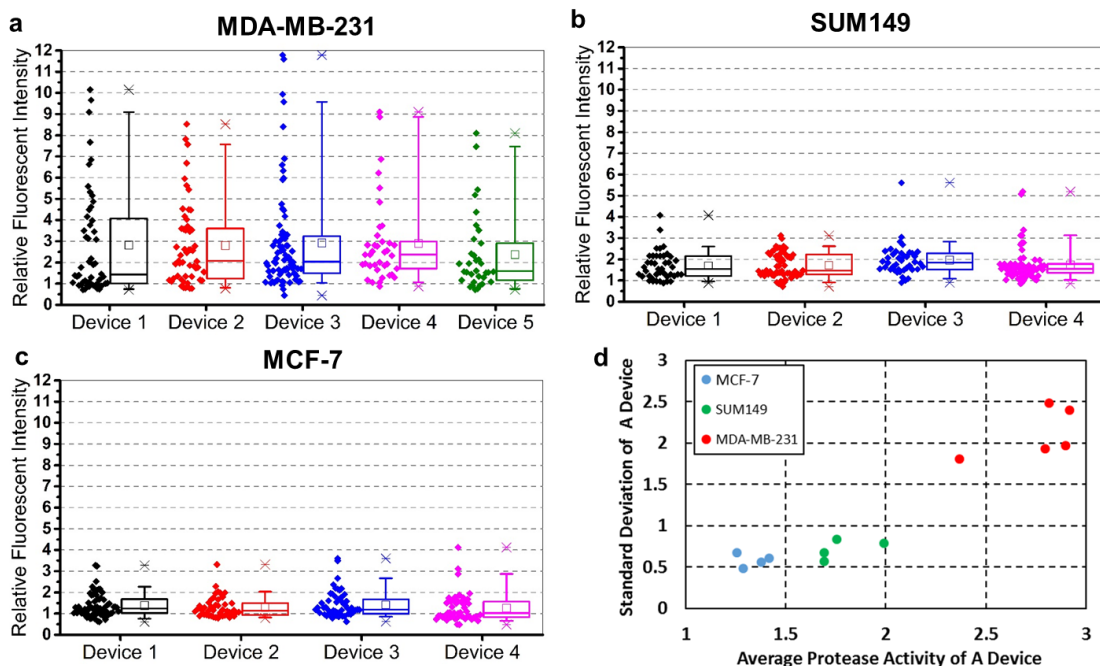 a
MDA-MB-231
Relative Fluorescent Intensity
12
11
10
9
8
7
6
5
4
3
2
1
0
Device 1 Device 2 Device 3 Device 4 Device 5
b
SUM149
Relative Fluorescent Intensity
12
11
10
9
8
7
6
5
4
3
2
1
0
Device 1 Device 2 Device 3 Device 4
c
MCF-7
Relative Fluorescent Intensity
12
11
10
9
8
7
6
5
4
3
2
1
0
Device 1 Device 2 Device 3 Device 4
d
Standard Deviation of A Device
3
2.5
2
1.5
1
0.5
0
MCF-7
SUM149
MDA-MB-231
1 1.5 2 2.5 3
Average Protease Activity of A Device